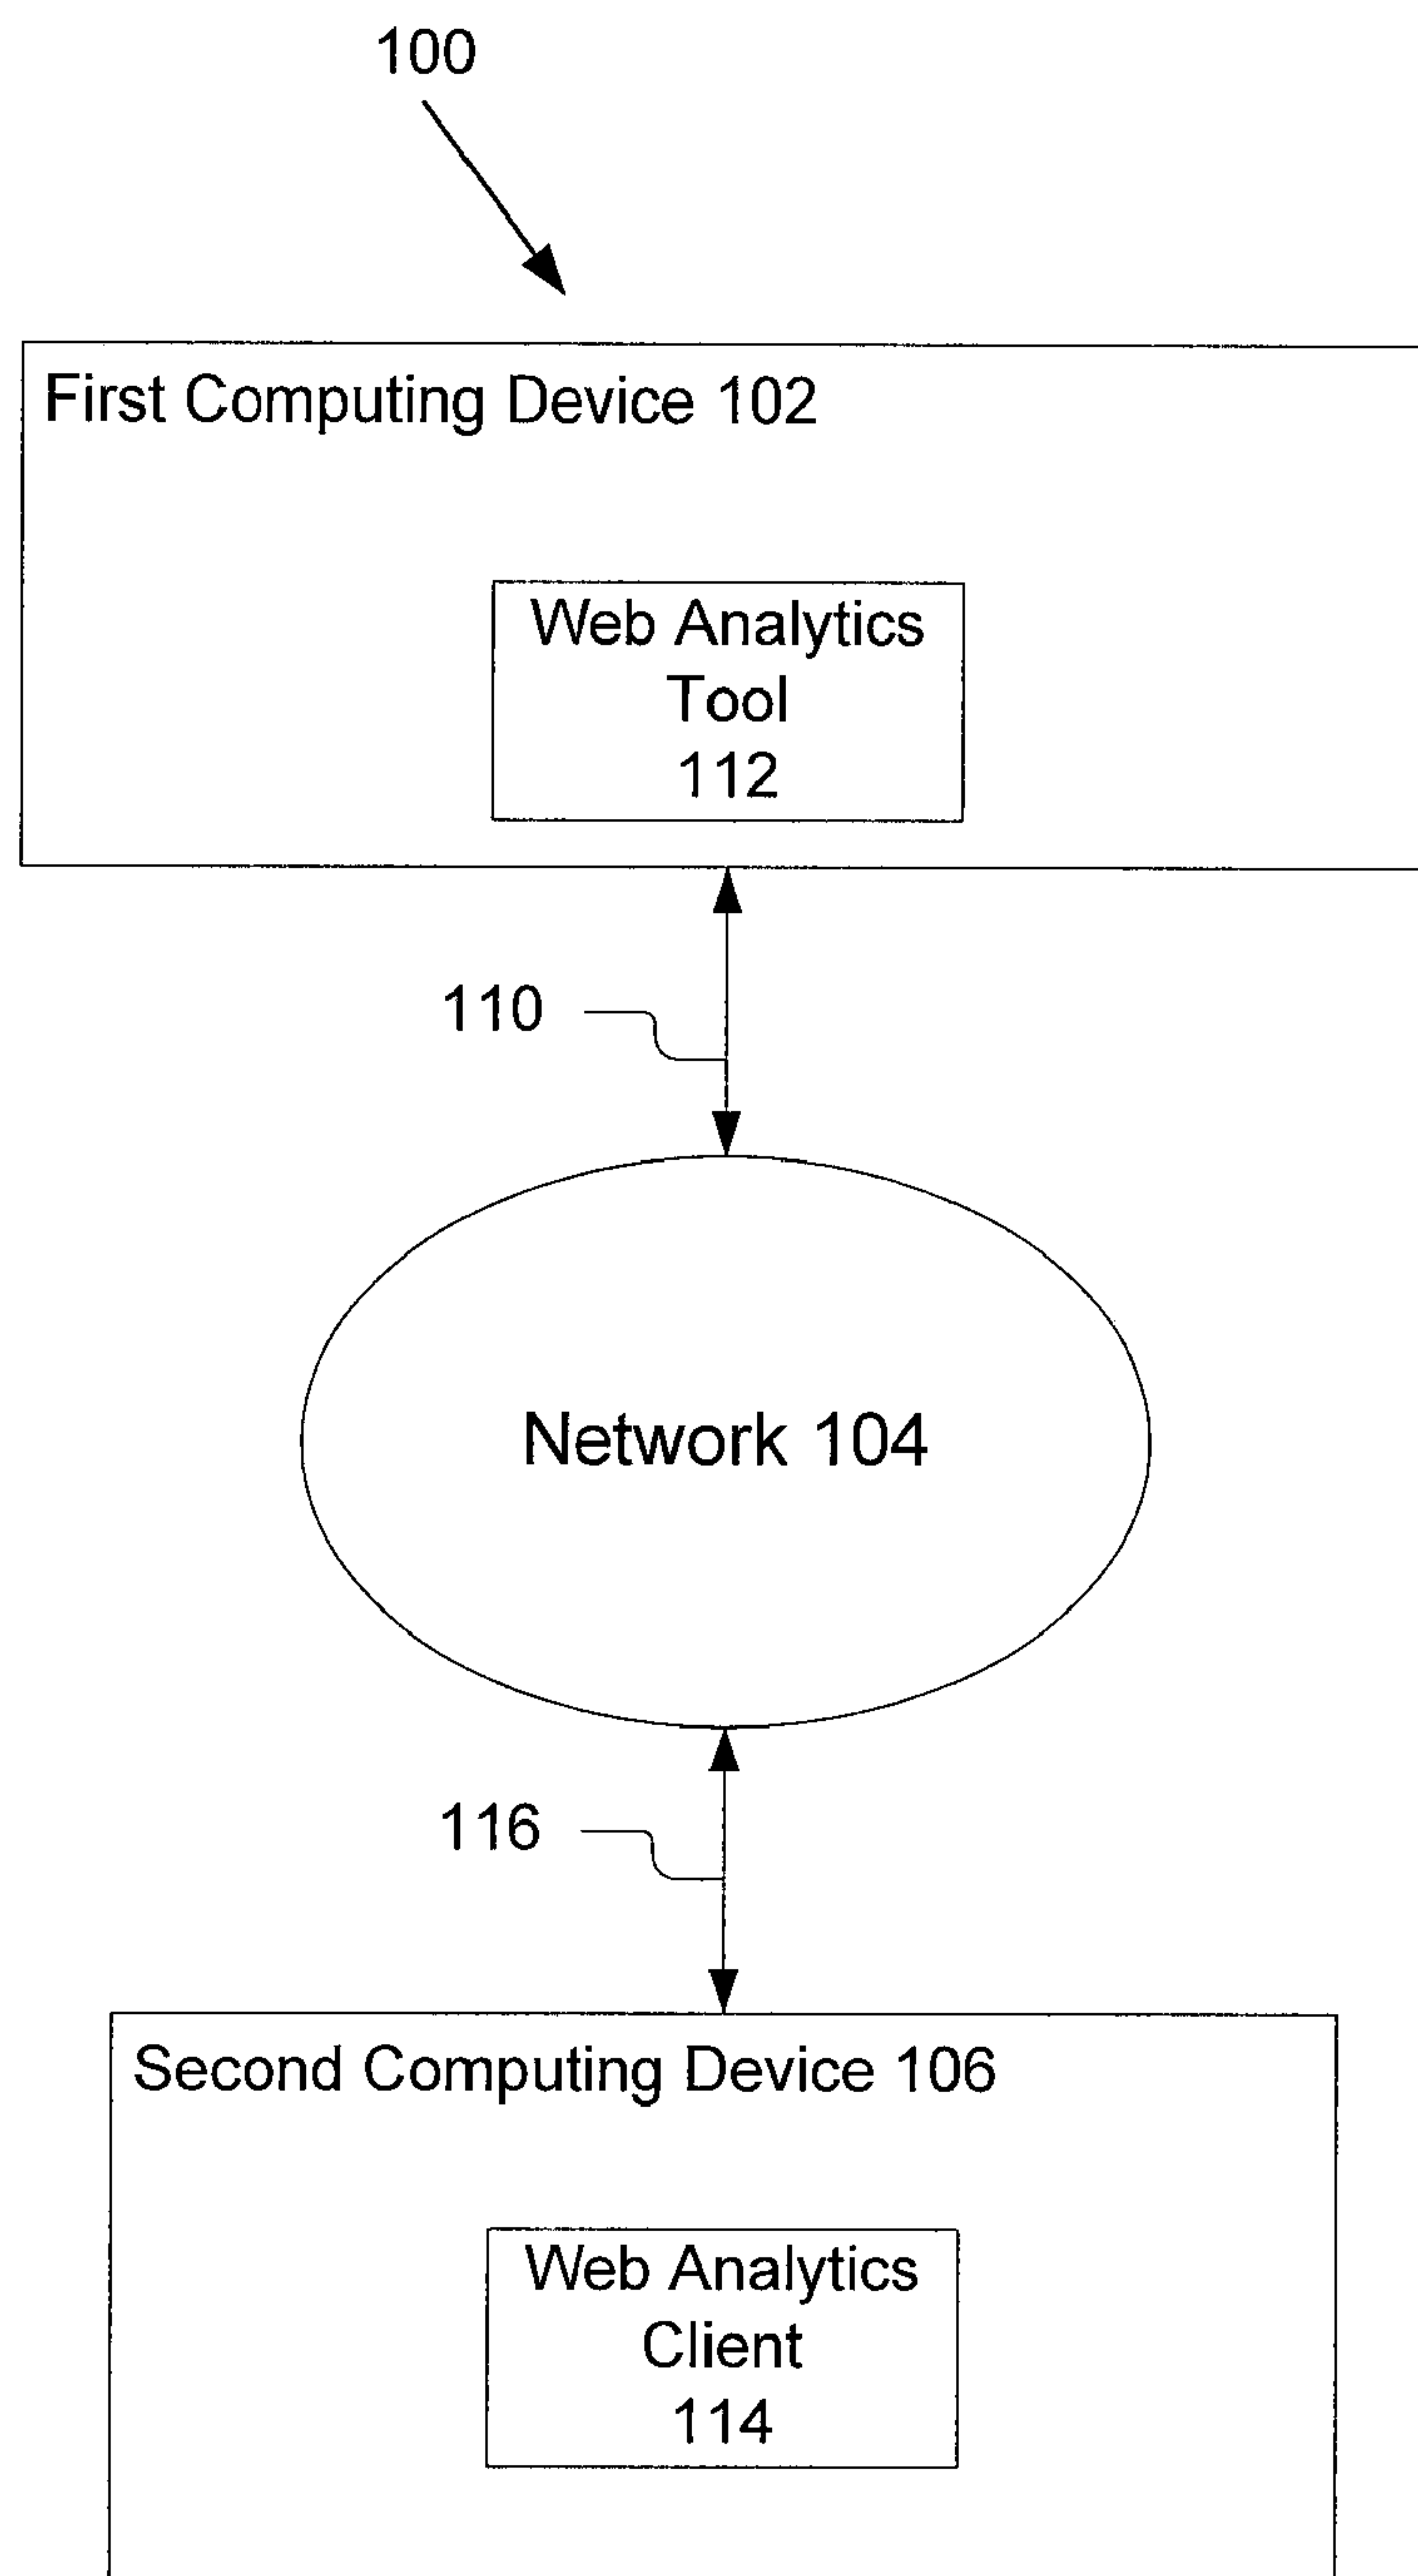 100
First Computing Device 102
Web Analytics
Tool
112
110
Network 104
116
Second Computing Device 106
Web Analytics
Client
114